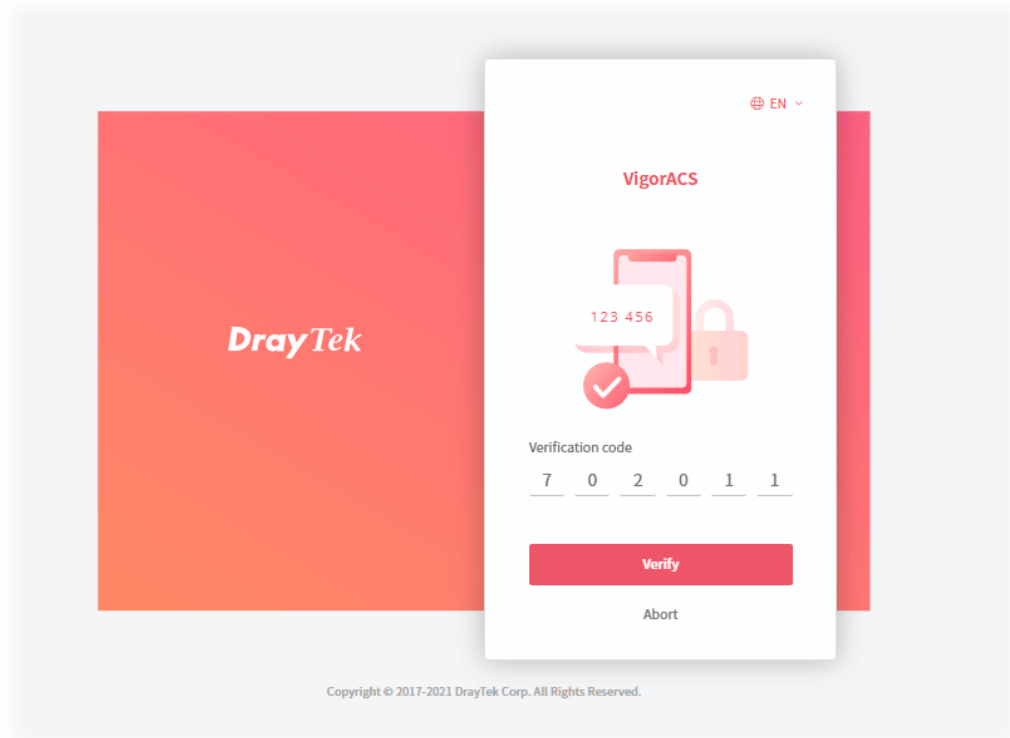 EN
VigorACS
123 456
DrayTek
Verification code
7 0 2 0 1 1
Verify
Abort
Copyright © 2017-2021 DrayTek Corp. All Rights Reserved.